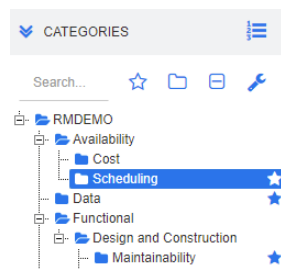 CATEGORIES
Search...
RMDEMO
Availability
Cost
Scheduling
Data
Functional
Design and Construction
Maintainability